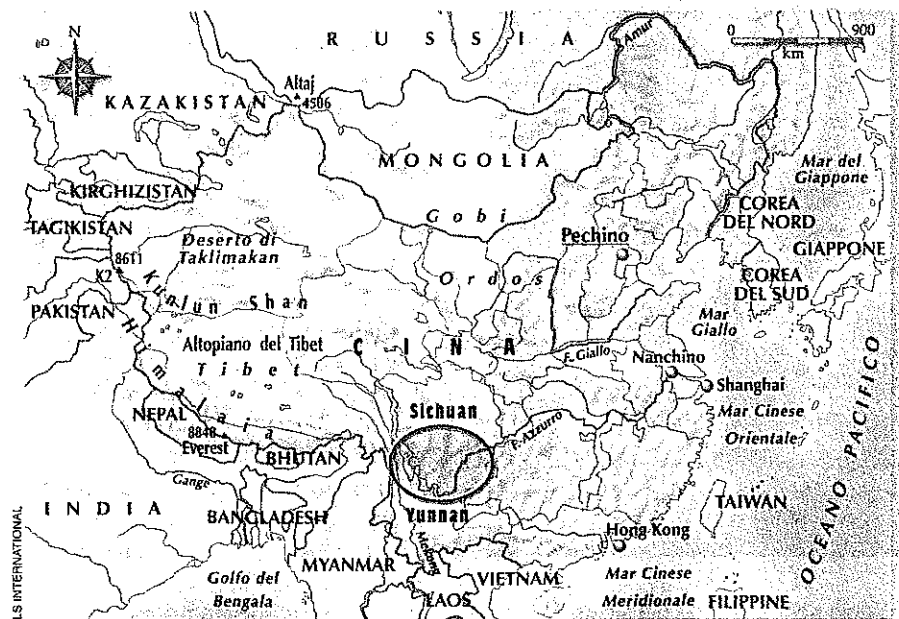 N
R U S S I A
0 900
km
Amur
Altaj
4506
KAZAKISTAN
MONGOLIA
Mar del
Giappone
KIRGHIZISTAN
Gobi
COREA
DEL NORD
TAGIKISTAN
Deserto di
Taklimakan
Pechino
GIAPPONE
8611
K2
Ordos
COREA
DEL SUD
Kunlun Shan
PAKISTAN
Mar
Giallo
Altopiano del Tibet
C I N A
F. Giallo
Nanchino
Tibet
Shanghai
Himalaia
Sichuan
Mar Cinese
Orientale
NEPAL
F. Azzurro
8848
Everest
BHUTAN
OCEANO PACIFICO
Gange
INDIA
Yunnan
TAIWAN
BANGLADESH
Hong Kong
MYANMAR
Mekong
VIETNAM
Mar Cinese
Meridionale
Golfo del
Bengala
LAOS
FILIPPINE
LS INTERNATIONAL